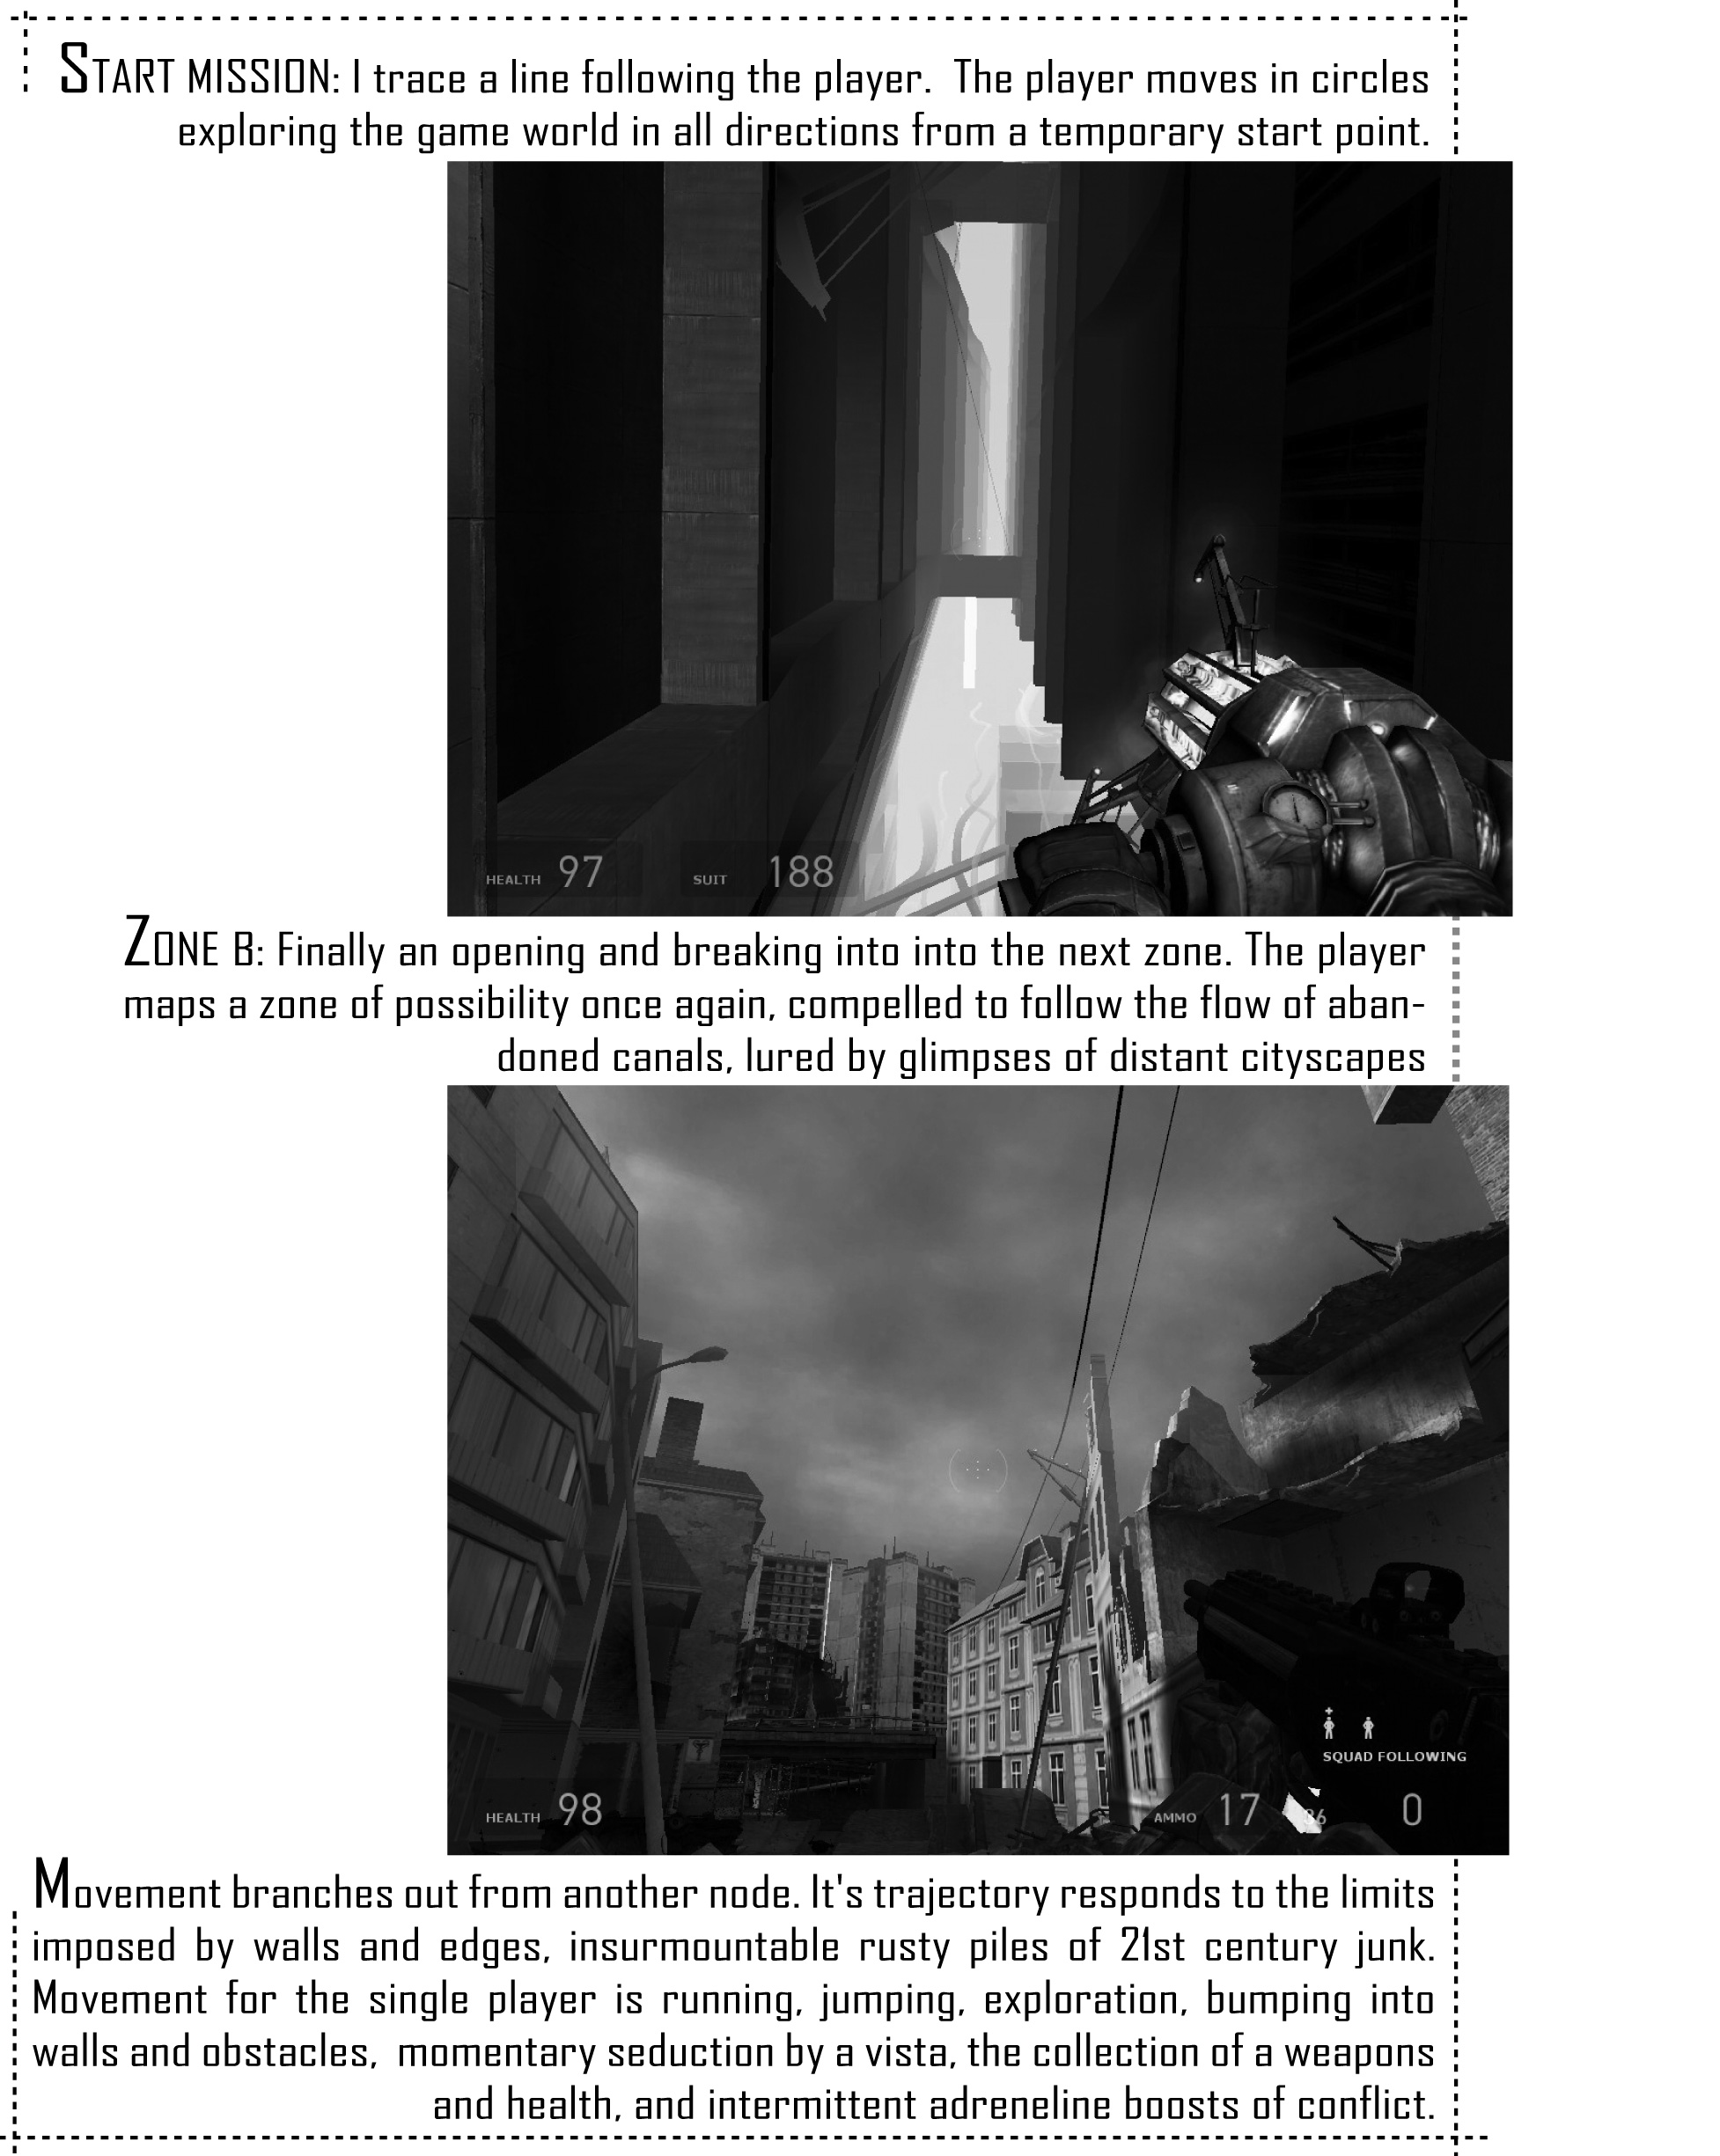 START MISSION: I trace a line following the player.  The player moves in circles
exploring the game world in all directions from a temporary start point.
HEALTH 97 SUIT 188
ZONE B: Finally an opening and breaking into into the next zone. The player
maps a zone of possibility once again, compelled to follow the flow of aban-
doned canals, lured by glimpses of distant cityscapes
SQUAD FOLLOWING
HEALTH 98 AMMO 17 36 0
Movement branches out from another node. It's trajectory responds to the limits
imposed by walls and edges, insurmountable rusty piles of 21st century junk.
Movement for the single player is running, jumping, exploration, bumping into
walls and obstacles,  momentary seduction by a vista, the collection of a weapons
and health, and intermittent adreneline boosts of conflict.